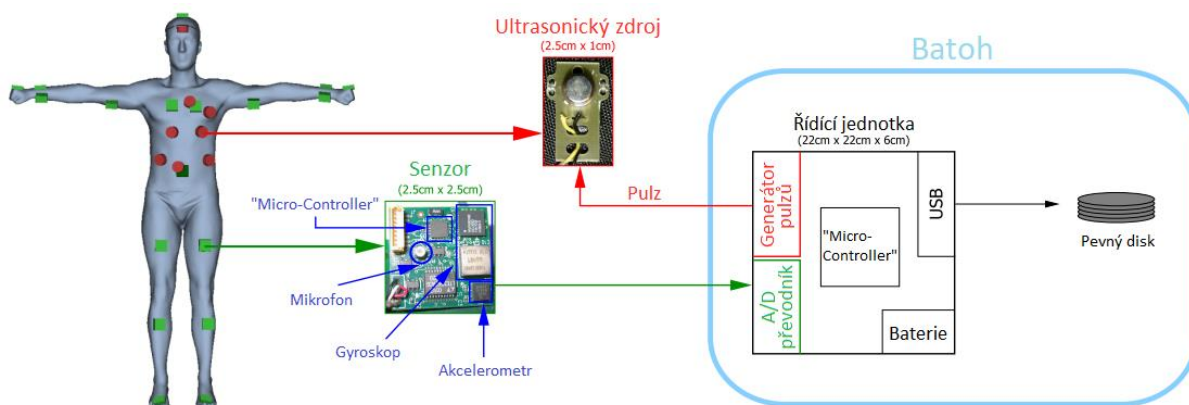 Ultrasonický zdroj
(2.5cm x 1cm)
Batoh
Řídící jednotka
(22cm x 22cm x 6cm)
Senzor
(2.5cm x 2.5cm)
"Micro-Controller"
Mikrofon
Gyroskop
Akcelerometr
Pulz
Generátor
pulzů
A/D
převodník
"Micro-
Controller"
USB
Baterie
Pevný disk